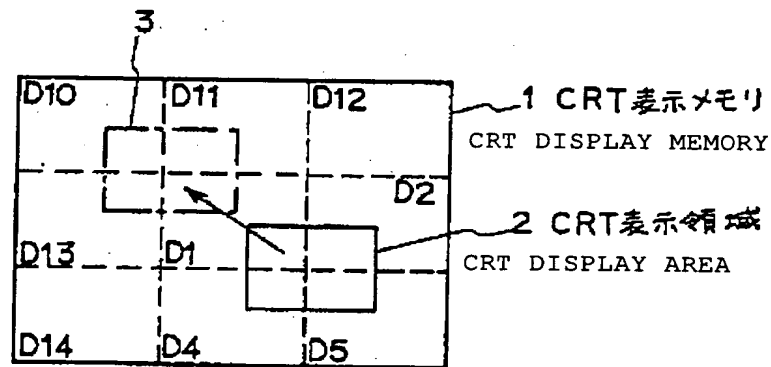 3
D10 D11 D12
1 CRT表示メモリ
CRT DISPLAY MEMORY
D2
2 CRT表示領域
D13 D1
CRT DISPLAY AREA
D14 D4 D5